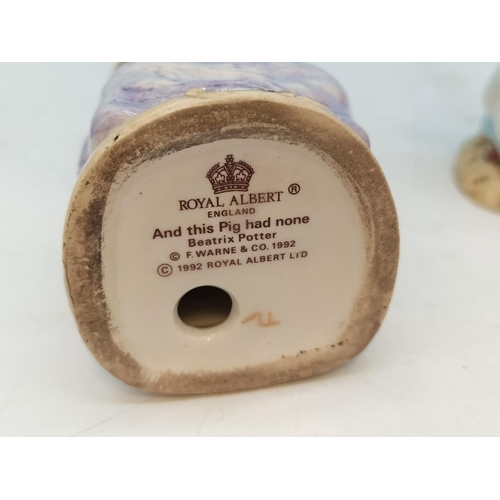 ROYAL ALBERT ®
ENGLAND
And this Pig had none
Beatrix Potter
© F. WARNE & CO. 1992
© 1992 ROYAL ALBERT LTD